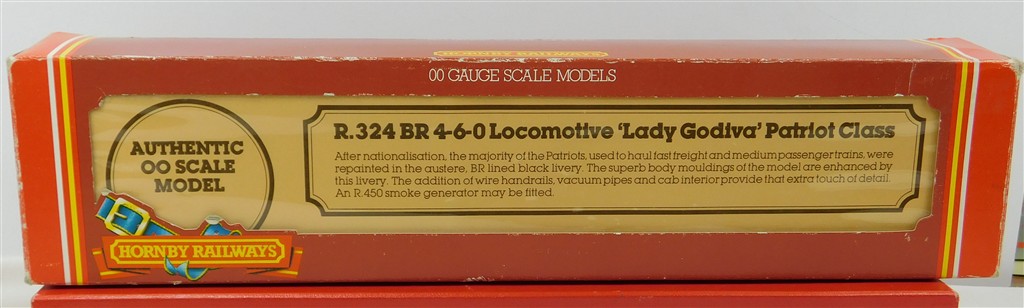 HORNBY RAILWAYS
OO GAUGE SCALE MODELS
AUTHENTIC
OO SCALE
MODEL
HORNBY RAILWAYS
R.324 BR 4-6-0 Locomotive 'Lady Godiva' Patriot Class
After nationalisation, the majority of the Patriots, used to haul fast freight and medium passenger trains, were
repainted in the austere, BR lined black livery. The superb body mouldings of the model are enhanced by
this livery. The addition of wire handrails, vacuum pipes and cab interior provide that extra touch of detail.
An R.450 smoke generator may be fitted.